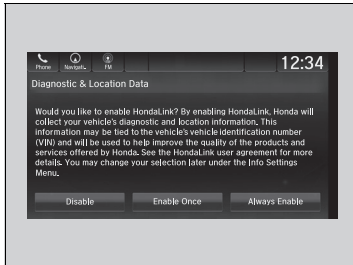 Phone Navigati.. FM 12:34
Diagnostic & Location Data
Would you like to enable HondaLink? By enabling HondaLink, Honda will
collect your vehicle's diagnostic and location information. This
information may be tied to the vehicle's vehicle identification number
(VIN) and will be used to help improve the quality of the products and
services offered by Honda. See the HondaLink user agreement for more
details. You may change your selection later under the Info Settings
Menu.
Disable Enable Once Always Enable